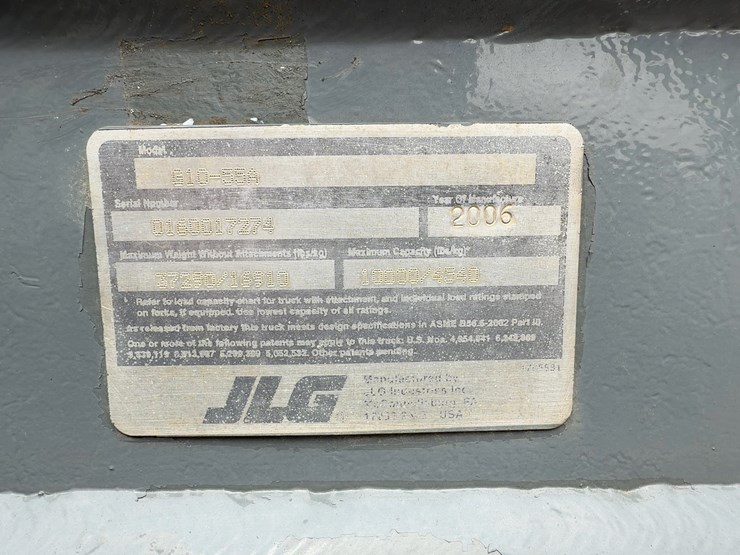 Model
G10-55A
Serial Number
Year Of Manufacture
0160017274
2006
Maximum Weight Without Attachments (lbs/kg)
Maximum Capacity (lbs/kg)
10000/4540
Refer to load capacity chart for truck with attachment, and individual load ratings stamped
on forks, if equipped. Use lowest capacity of all ratings.
As released from factory this truck meets design specifications in ASME B56.6-2002 Part III.
One or more of the following patents may apply to this truck: U.S. Nos.
Other patents pending.
JLG
Manufactured by
JLG Industries Inc.
McConnellsburg, PA
USA